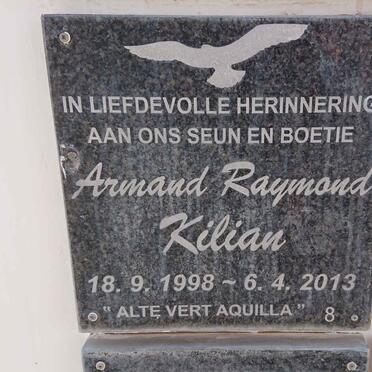 IN LIEFDEVOLLE HERINNERING
AAN ONS SEUN EN BOETIE
Armand Raymond
Kilian
18. 9. 1998 ~ 6. 4. 2013
" ALTE VERT AQUILLA " 8